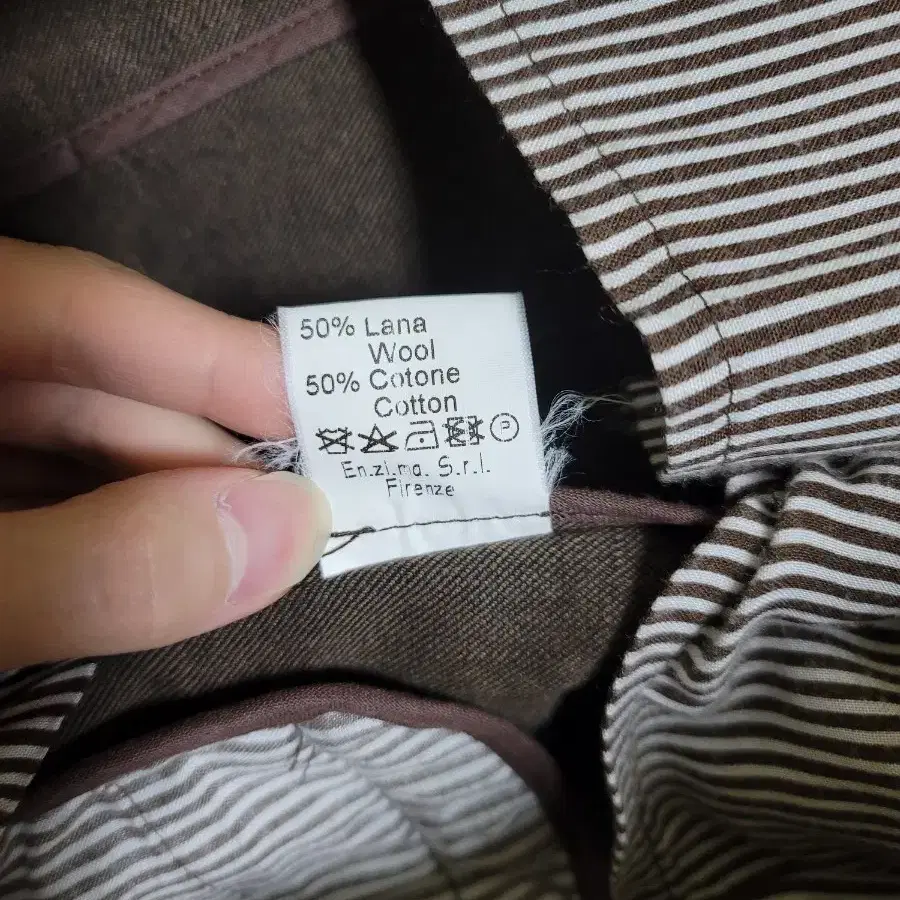 50% Lana
Wool
50% Cotone
Cotton
P
En.zi.ma. S.r.l.
Firenze